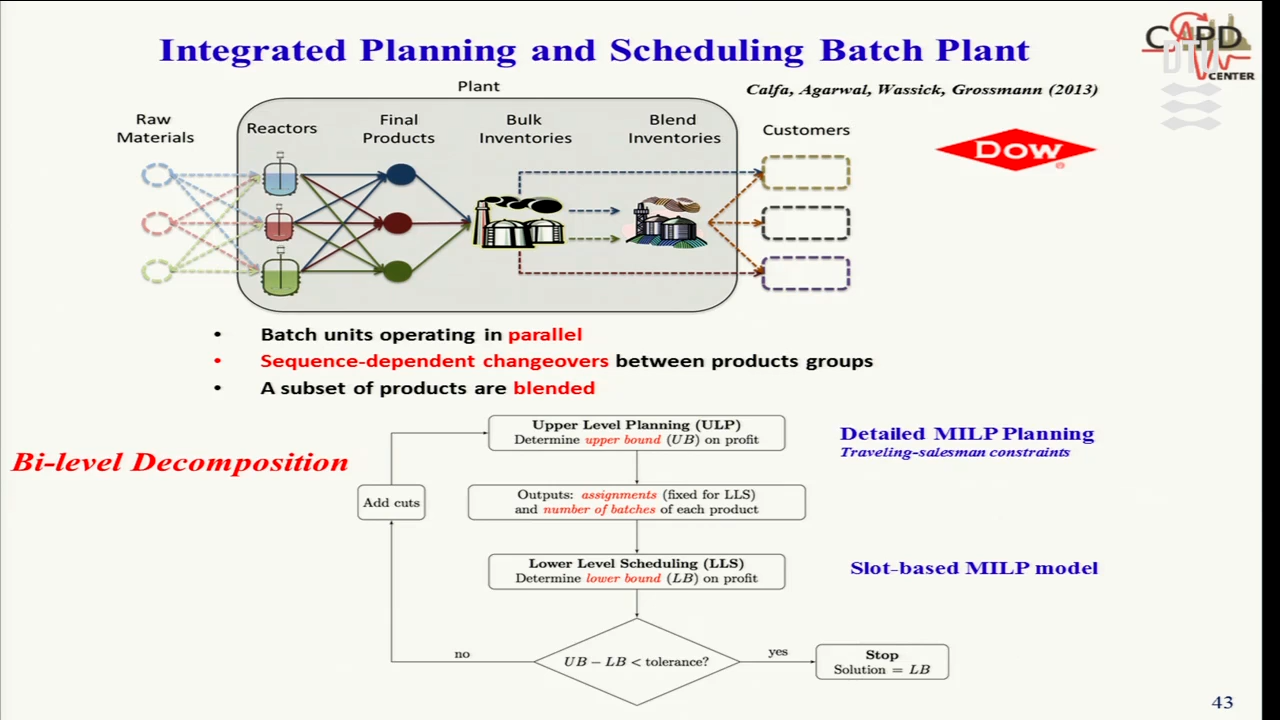 Integrated Planning and Scheduling Batch Plant
CAPD
CENTER
DTU
Calfa, Agarwal, Wassick, Grossmann (2013)
Plant
Raw
Materials
Reactors
Final
Products
Bulk
Inventories
Blend
Inventories
Customers
DOW
• Batch units operating in parallel
• Sequence-dependent changeovers between products groups
• A subset of products are blended
Bi-level Decomposition
Upper Level Planning (ULP)
Determine upper bound (UB) on profit
Detailed MILP Planning
Traveling-salesman constraints
Add cuts
Outputs: assignments (fixed for LLS)
and number of batches of each product
Lower Level Scheduling (LLS)
Determine lower bound (LB) on profit
Slot-based MILP model
no
UB − LB < tolerance?
yes
Stop
Solution = LB
43